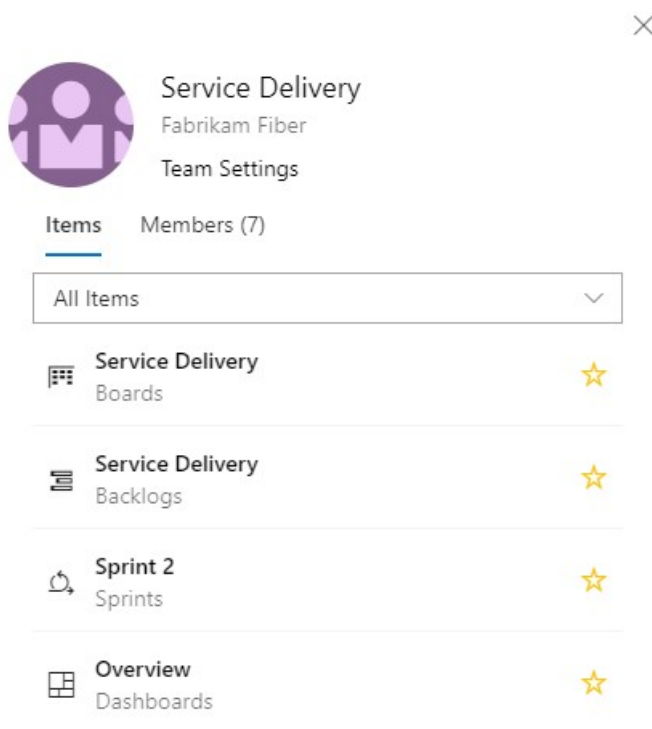 Service Delivery
Fabrikam Fiber
Team Settings
Items Members (7)
All Items
Service Delivery
Boards
Service Delivery
Backlogs
Sprint 2
Sprints
Overview
Dashboards